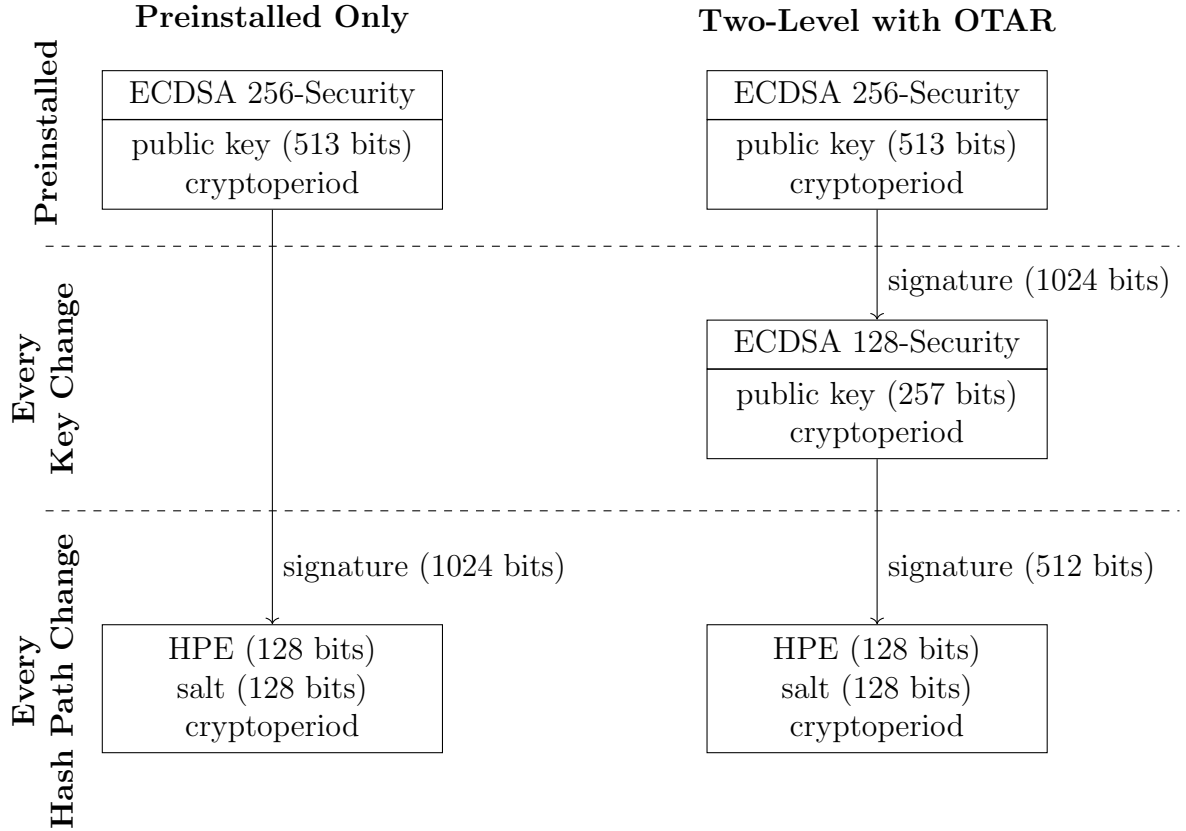 Preinstalled Only
Two-Level with OTAR
Preinstalled
ECDSA 256-Security
public key (513 bits)
cryptoperiod
ECDSA 256-Security
public key (513 bits)
cryptoperiod
signature (1024 bits)
Every
Key Change
ECDSA 128-Security
public key (257 bits)
cryptoperiod
signature (1024 bits)
signature (512 bits)
Every
Hash Path Change
HPE (128 bits)
salt (128 bits)
cryptoperiod
HPE (128 bits)
salt (128 bits)
cryptoperiod